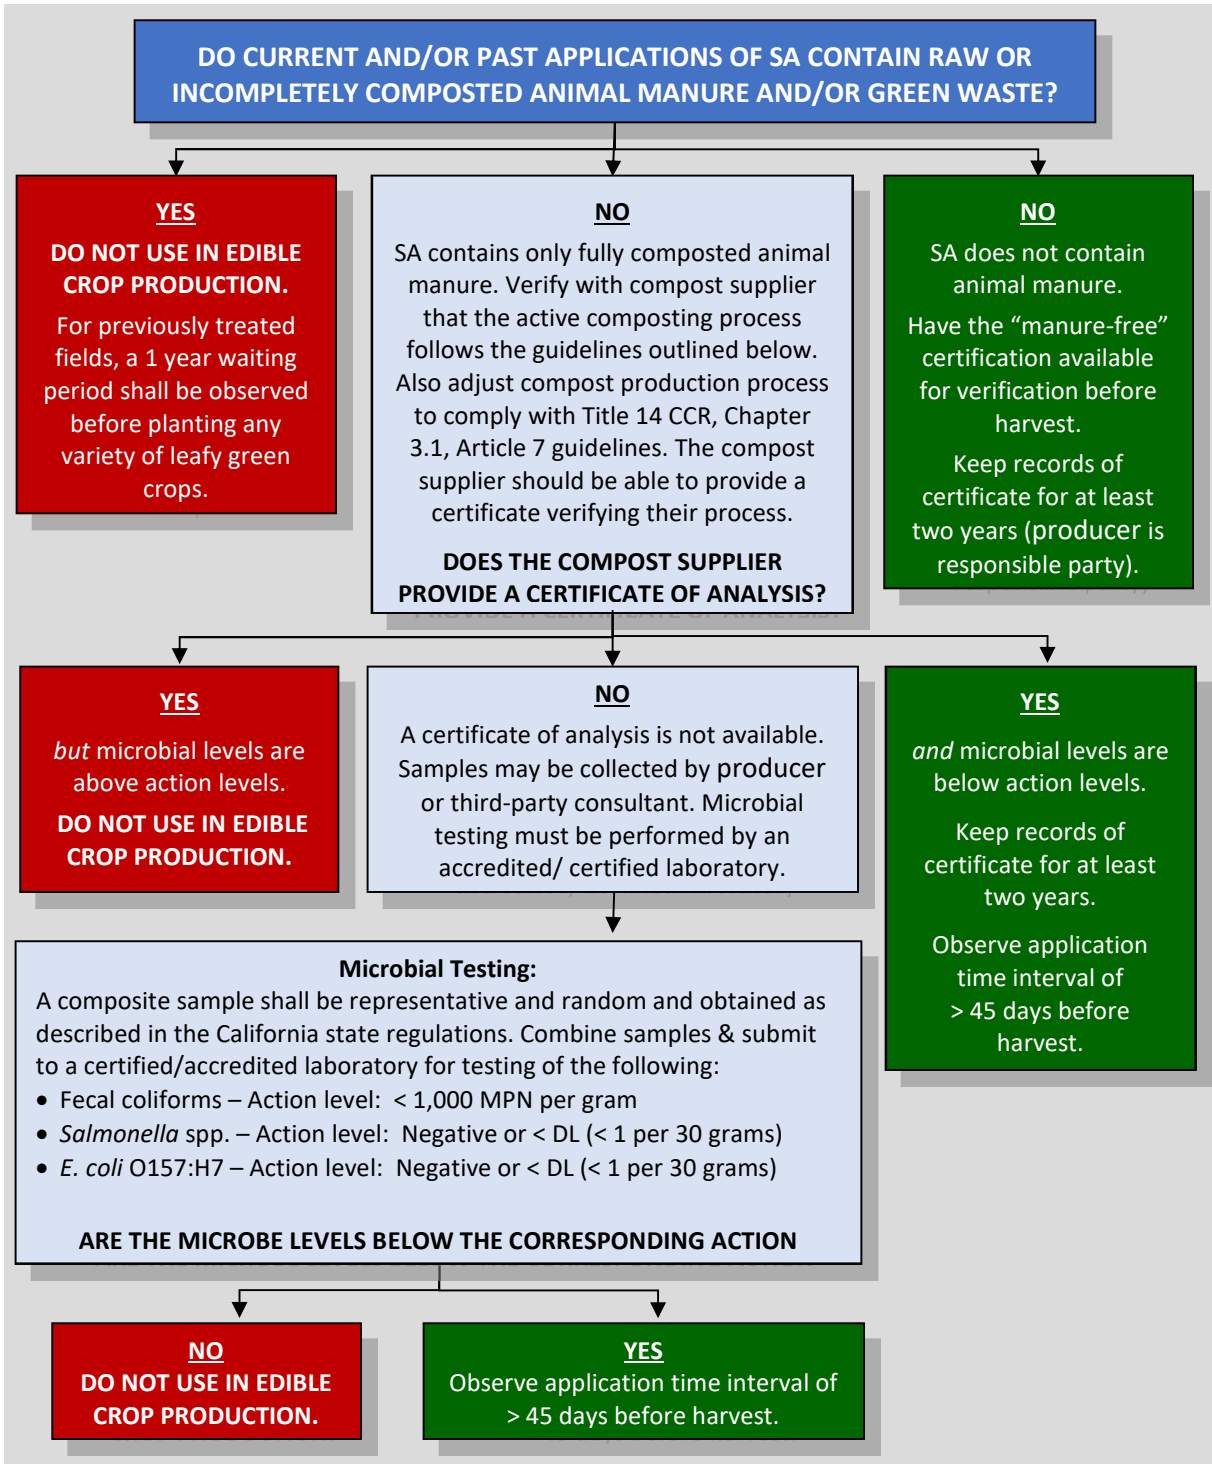 DO CURRENT AND/OR PAST APPLICATIONS OF SA CONTAIN RAW OR
INCOMPLETELY COMPOSTED ANIMAL MANURE AND/OR GREEN WASTE?
YES
DO NOT USE IN EDIBLE
CROP PRODUCTION.
For previously treated
fields, a 1 year waiting
period shall be observed
before planting any
variety of leafy green
crops.
NO
SA contains only fully composted animal
manure. Verify with compost supplier
that the active composting process
follows the guidelines outlined below.
Also adjust compost production process
to comply with Title 14 CCR, Chapter
3.1, Article 7 guidelines. The compost
supplier should be able to provide a
certificate verifying their process.
DOES THE COMPOST SUPPLIER
PROVIDE A CERTIFICATE OF ANALYSIS?
NO
SA does not contain
animal manure.
Have the “manure-free”
certification available
for verification before
harvest.
Keep records of
certificate for at least
two years (producer is
responsible party).
YES
but microbial levels are
above action levels.
DO NOT USE IN EDIBLE
CROP PRODUCTION.
NO
A certificate of analysis is not available.
Samples may be collected by producer
or third-party consultant. Microbial
testing must be performed by an
accredited/ certified laboratory.
YES
and microbial levels are
below action levels.
Keep records of
certificate for at least
two years.
Observe application
time interval of
> 45 days before
harvest.
Microbial Testing:
A composite sample shall be representative and random and obtained as
described in the California state regulations. Combine samples & submit
to a certified/accredited laboratory for testing of the following:
• Fecal coliforms – Action level: < 1,000 MPN per gram
• Salmonella spp. – Action level: Negative or < DL (< 1 per 30 grams)
• E. coli O157:H7 – Action level: Negative or < DL (< 1 per 30 grams)
ARE THE MICROBE LEVELS BELOW THE CORRESPONDING ACTION
NO
DO NOT USE IN EDIBLE
CROP PRODUCTION.
YES
Observe application time interval of
> 45 days before harvest.